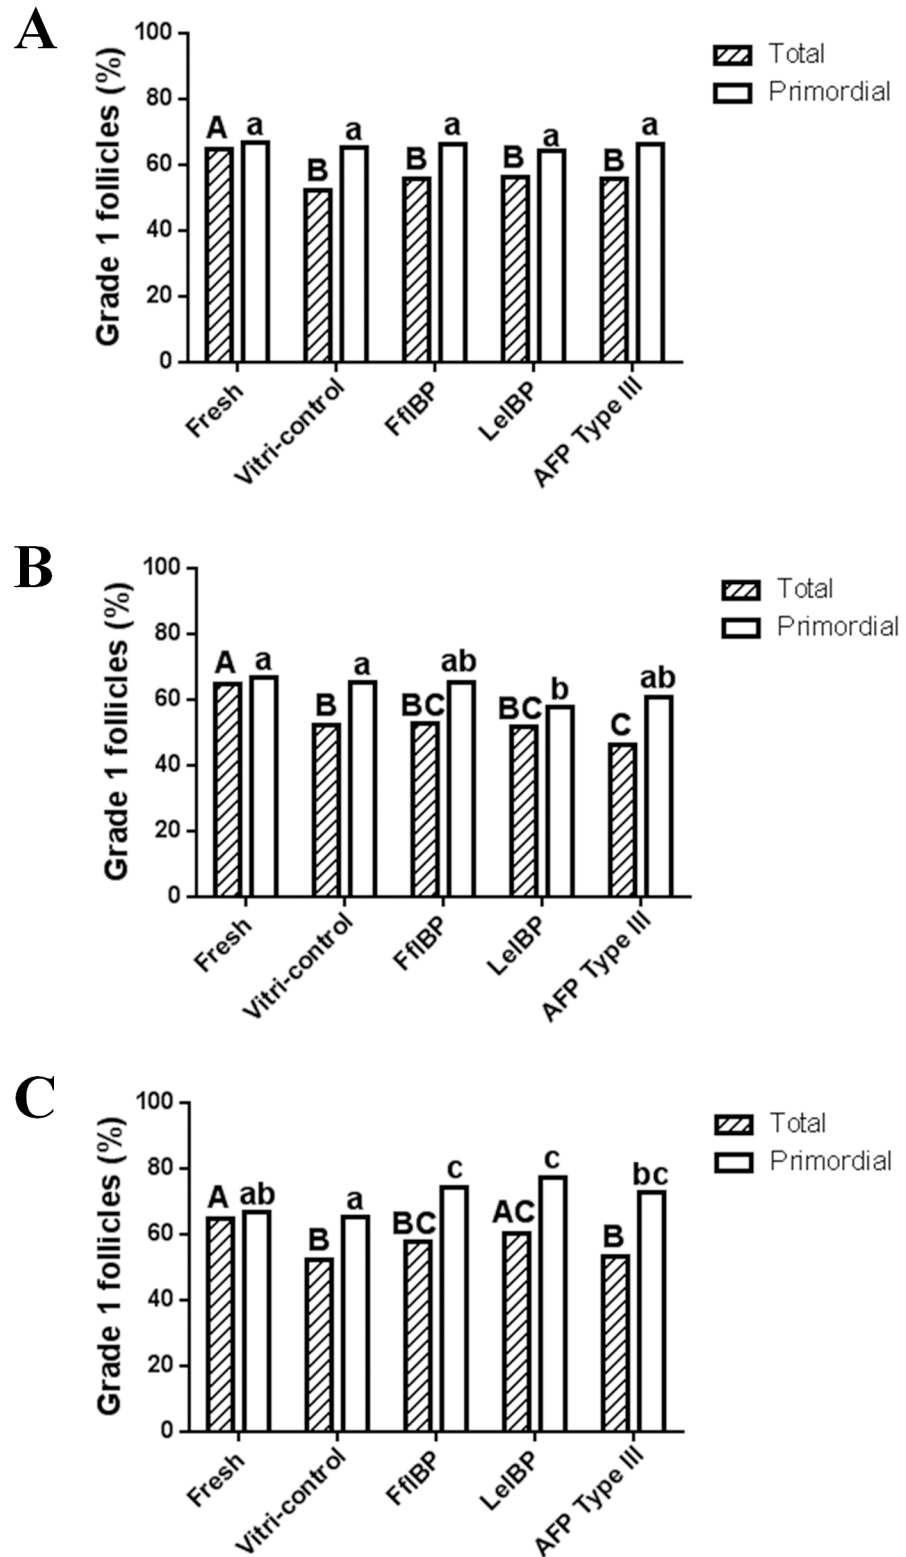 A
Grade 1 follicles (%)
100
80
60
40
20
0
A a B a B a B a B a
Fresh Vitri-control FfIBP LeIBP AFP Type III
Total
Primordial
B
Grade 1 follicles (%)
100
80
60
40
20
0
A a B a BC ab BC b C ab
Fresh Vitri-control FfIBP LeIBP AFP Type III
Total
Primordial
C
Grade 1 follicles (%)
100
80
60
40
20
0
A ab B a BC c AC c B bc
Fresh Vitri-control FfIBP LeIBP AFP Type III
Total
Primordial